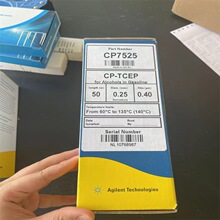 Part Number
CP7525
CP-TCEP
for Alcohols in Gasoline
50
0.25
0.40
From 60°C to 135°C (140°C)
Serial Number
NL10768967
Agilent Technologies